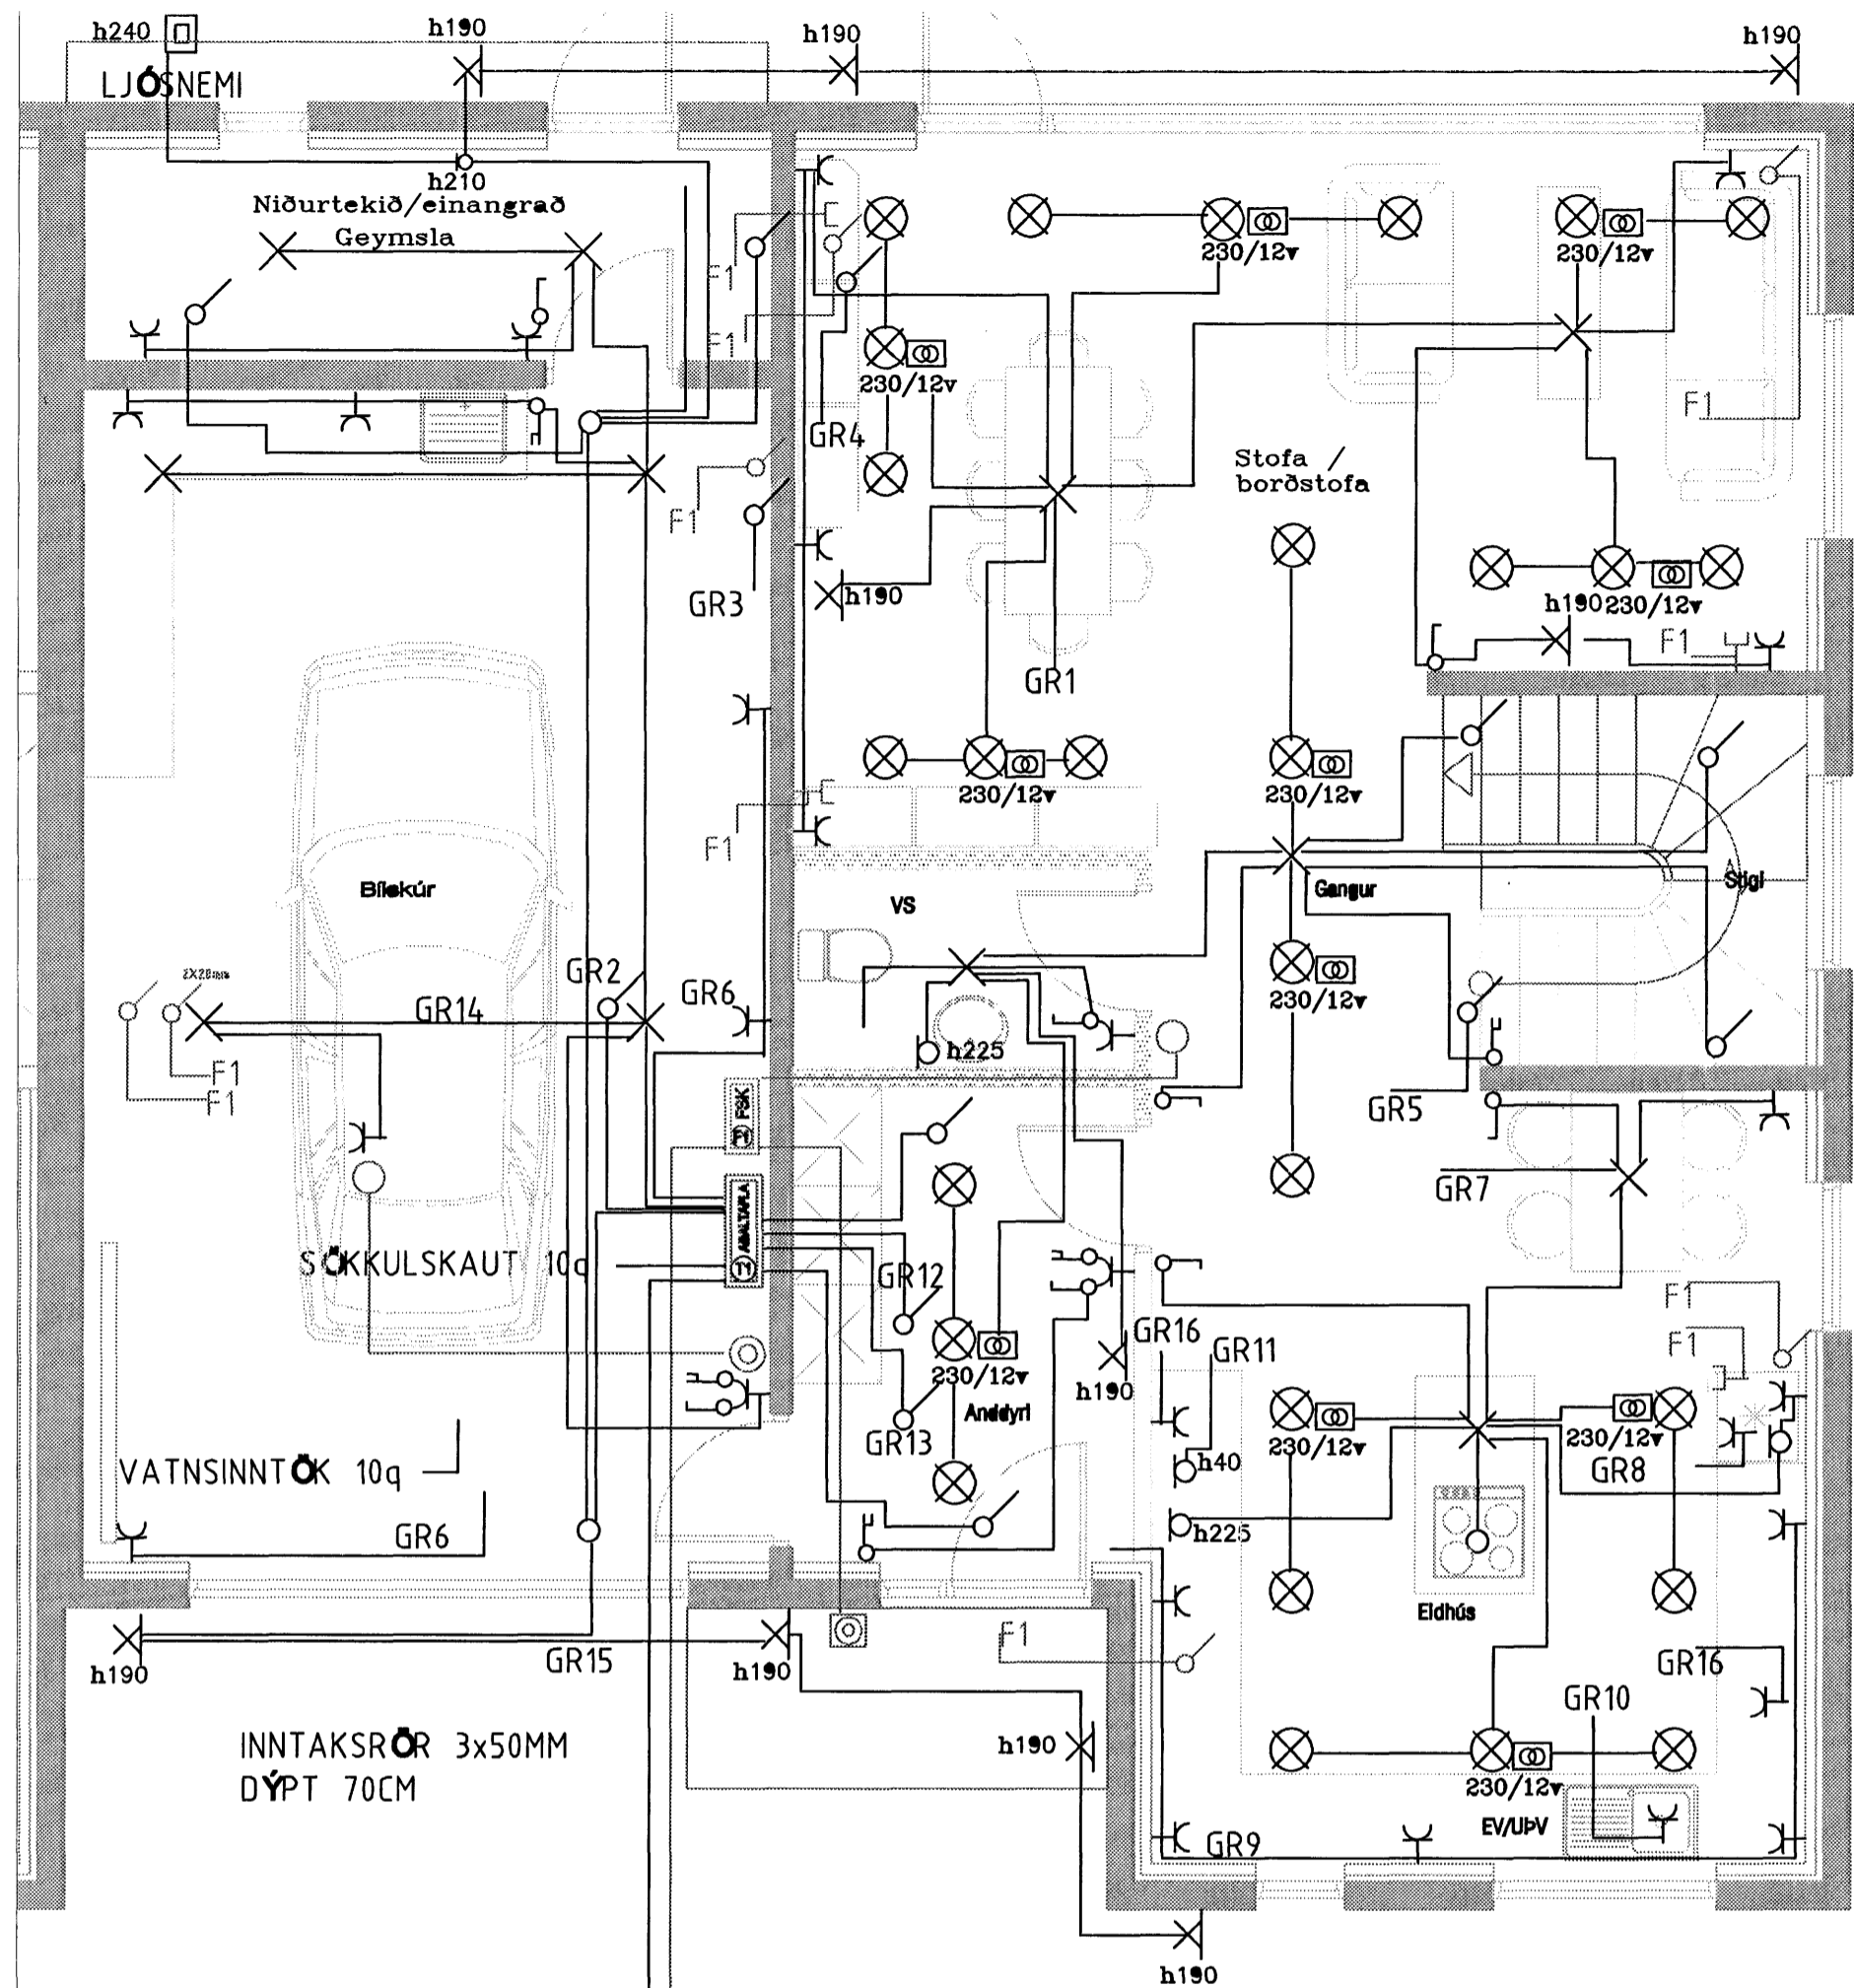 h240
h190
h190
h190
LJÓSNEMI
h210
Niðurtekið/einangrað
Geymsla
F1
F1
230/12v
230/12v
230/12v
F1
GR4
F1
Stofa /
borðstofa
GR3
h190
h190
230/12v
F1
GR1
230/12v
230/12v
F1
Bílskúr
VS
Gangur
Stigi
2X20mm
GR2
GR14
GR6
230/12v
h225
F1
F1
FSK
GR5
GR7
AÐALTAFLA
SÖKKULSKAUT 10q
GR12
F1
F1
GR16
GR11
230/12v
h190
Anddyri
GR13
230/12v
230/12v
h40
GR8
VATNSINNTÖK 10q
GR6
h225
Eldhús
F1
h190
h190
GR15
GR16
GR10
INNTAKSRÖR 3x50MM
DÝPT 70CM
h190
230/12v
EV/UÞV
GR9
h190